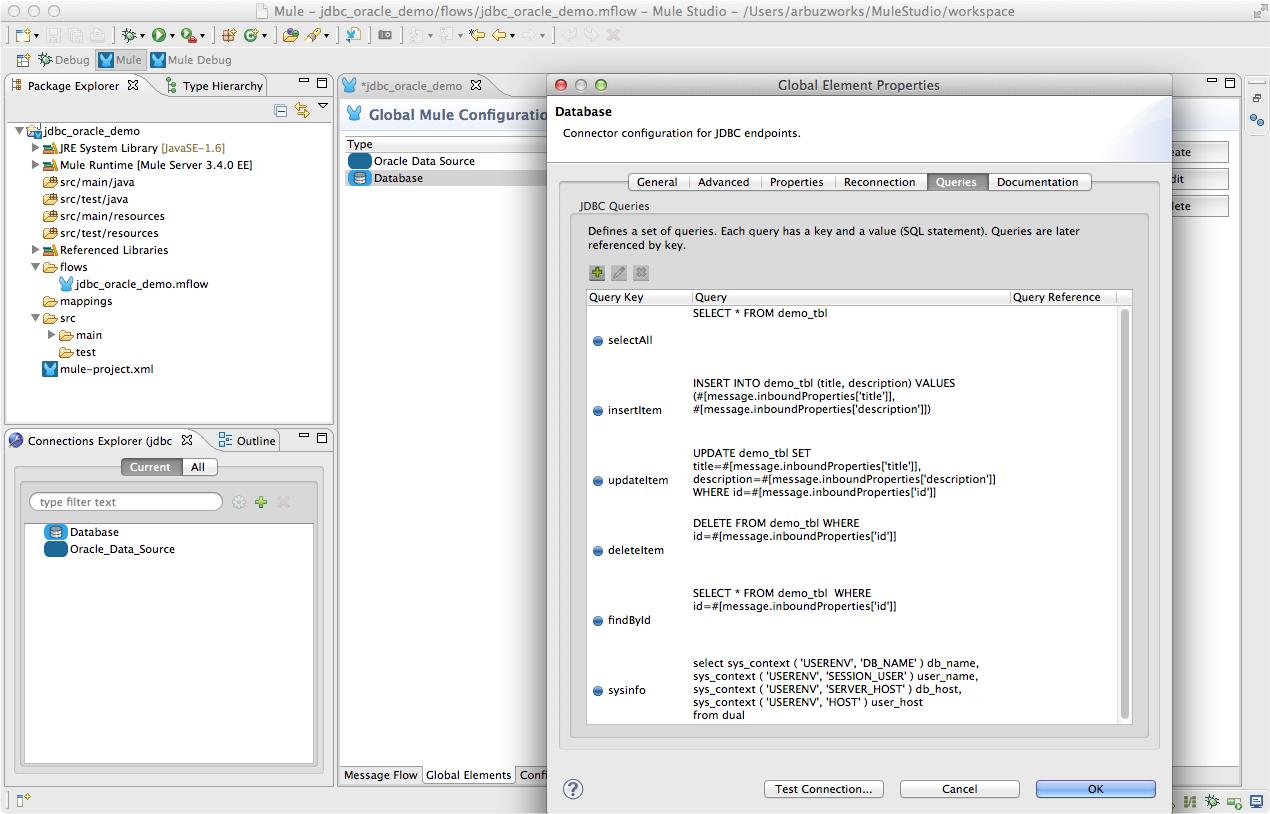 Mule – jdbc_oracle_demo/flows/jdbc_oracle_demo.mflow – Mule Studio – /Users/arbuzworks/MuleStudio/workspace
Debug Mule Mule Debug
Package Explorer Type Hierarchy
jdbc_oracle_demo
JRE System Library [JavaSE-1.6]
Mule Runtime [Mule Server 3.4.0 EE]
src/main/java
src/test/java
src/main/resources
src/test/resources
Referenced Libraries
flows
jdbc_oracle_demo.mflow
mappings
src
main
test
mule-project.xml
Connections Explorer (jdbc Outline
Current All
type filter text
Database
Oracle_Data_Source
*jdbc_oracle_demo
Global Mule Configuratio
Type
Oracle Data Source
Database
Message Flow Global Elements Confi
eate
dit
lete
Global Element Properties
Database
Connector configuration for JDBC endpoints.
General Advanced Properties Reconnection Queries Documentation
JDBC Queries
Defines a set of queries. Each query has a key and a value (SQL statement). Queries are later
referenced by key.
Query Key Query Query Reference
SELECT * FROM demo_tbl
selectAll
INSERT INTO demo_tbl (title, description) VALUES
(#[message.inboundProperties['title']],
insertItem #[message.inboundProperties['description']])
UPDATE demo_tbl SET
title=#[message.inboundProperties['title']],
updateItem description=#[message.inboundProperties['description']]
WHERE id=#[message.inboundProperties['id']]
DELETE FROM demo_tbl WHERE
id=#[message.inboundProperties['id']]
deleteItem
SELECT * FROM demo_tbl  WHERE
id=#[message.inboundProperties['id']]
findById
select sys_context ( 'USERENV', 'DB_NAME' ) db_name,
sys_context ( 'USERENV', 'SESSION_USER' ) user_name,
sysinfo sys_context ( 'USERENV', 'SERVER_HOST' ) db_host,
sys_context ( 'USERENV', 'HOST' ) user_host
from dual
? Test Connection... Cancel OK